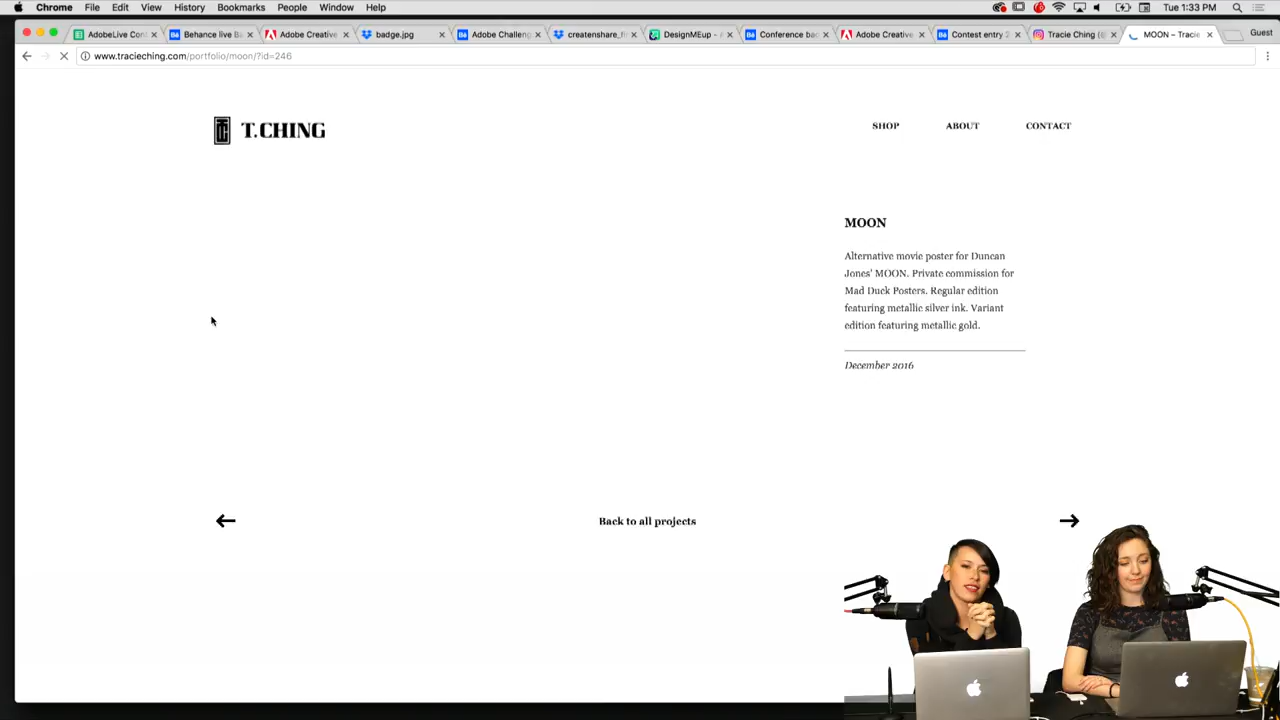 Chrome File Edit View History Bookmarks People Window Help Tue 1:33 PM
AdobeLive Con Behance live Ba Adobe Creative badge.jpg Adobe Challeng createnshare_fi DesignMEup - A Conference bad Adobe Creative Contest entry 2 Tracie Ching (@ MOON – Tracie Guest
www.tracieching.com/portfolio/moon/?id=246
T.CHING
SHOP ABOUT CONTACT
MOON
Alternative movie poster for Duncan
Jones' MOON. Private commission for
Mad Duck Posters. Regular edition
featuring metallic silver ink. Variant
edition featuring metallic gold.
December 2016
Back to all projects